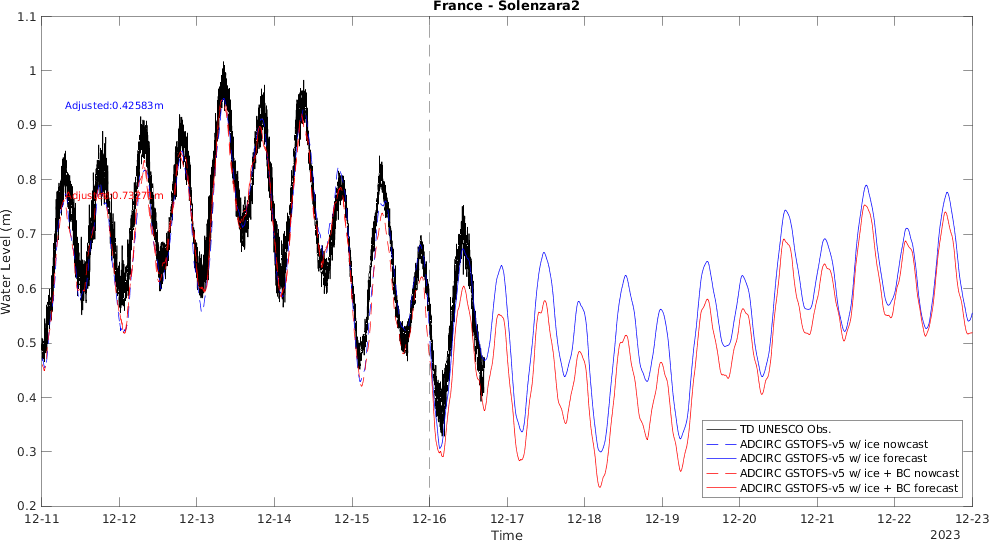 France - Solenzara2
1.1
1
0.9
0.8
0.7
0.6
0.5
0.4
0.3
0.2
Water Level (m)
Adjusted:0.42583m
12-11
12-12
12-13
12-14
12-15
12-16
12-17
12-18
12-19
12-20
12-21
12-22
12-23
Time
2023
TD UNESCO Obs.
ADCIRC GSTOFS-v5 w/ ice nowcast
ADCIRC GSTOFS-v5 w/ ice forecast
ADCIRC GSTOFS-v5 w/ ice + BC nowcast
ADCIRC GSTOFS-v5 w/ ice + BC forecast